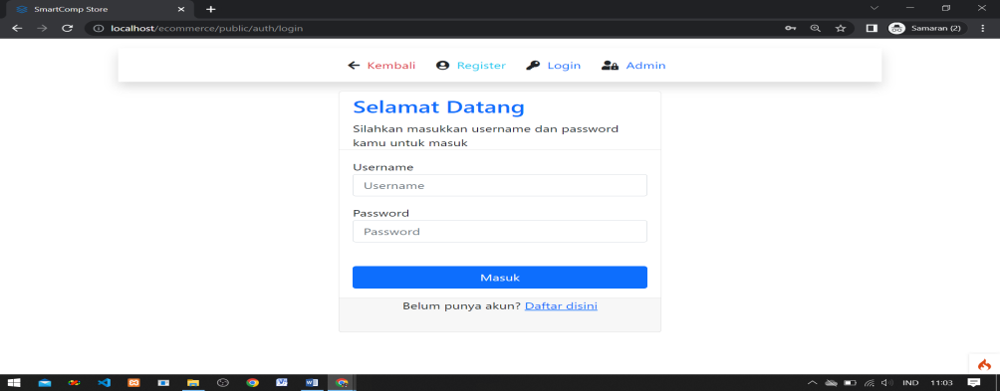 SmartComp Store
localhost/ecommerce/public/auth/login
Samaran (2)
Kembali Register Login Admin
Selamat Datang
Silahkan masukkan username dan password
kamu untuk masuk
Username
Username
Password
Password
Masuk
Belum punya akun? Daftar disini
IND 11:03